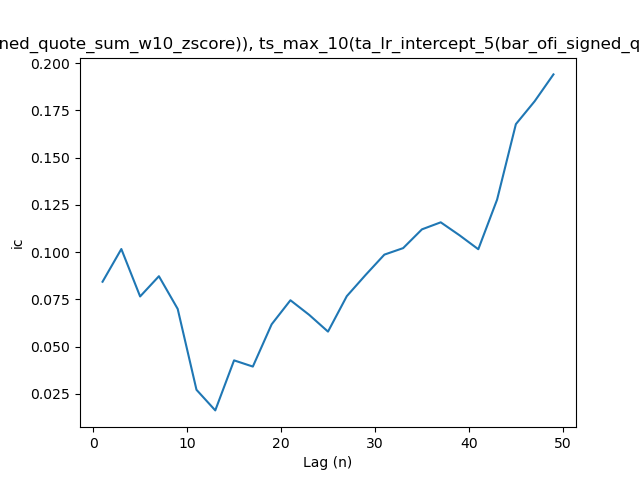 ned_quote_sum_w10_zscore)), ts_max_10(ta_lr_intercept_5(bar_ofi_signed_q
0.200
0.175
0.150
0.125
0.100
0.075
0.050
0.025
ic
0 10 20 30 40 50
Lag (n)